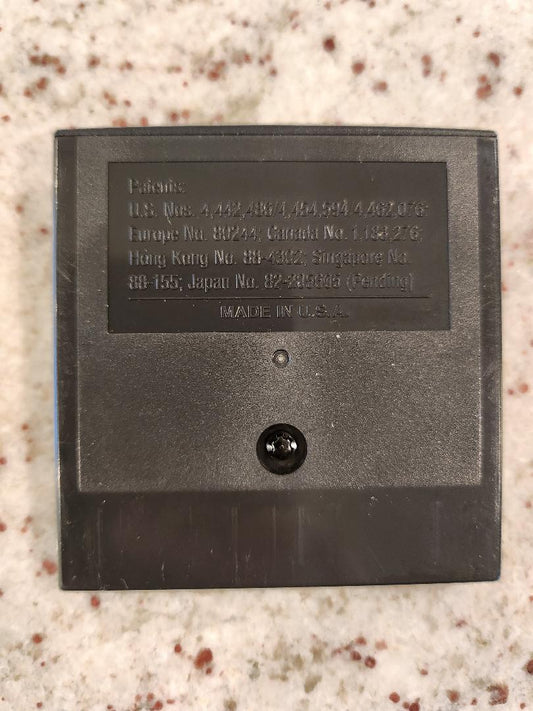 Patents:
U.S. Nos. 4,442,486/4,454,594/4,462,076;
Europe No. 80244; Canada No. 1,183,276;
Hong Kong No. 88-4302; Singapore No.
88-155; Japan No. 82-205605 (Pending)
MADE IN U.S.A.